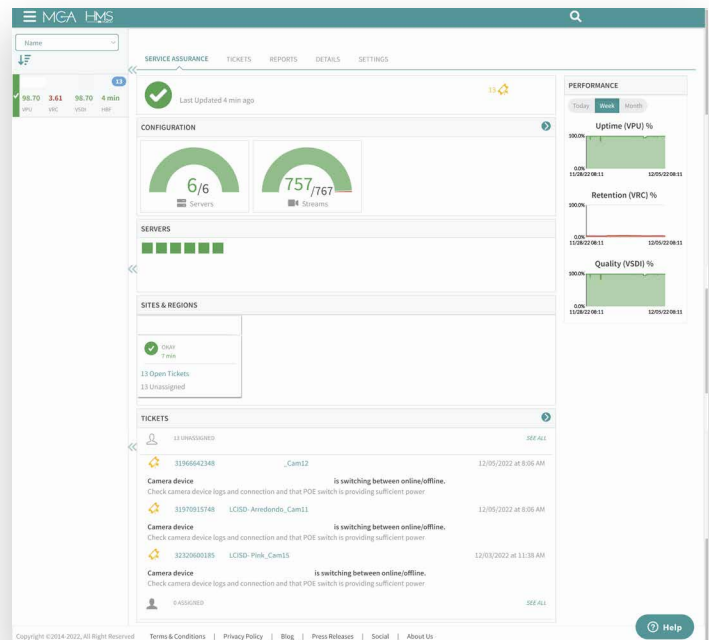 MGA HMS
Name
13
98.70 3.61 98.70 4 min
VPU VRC VSDI HBF
SERVICE ASSURANCE TICKETS REPORTS DETAILS SETTINGS
Last Updated 4 min ago
13
CONFIGURATION
6/6
Servers
757/767
Streams
SERVERS
SITES & REGIONS
OKAY
7 min
13 Open Tickets
13 Unassigned
TICKETS
13 UNASSIGNED SEE ALL
31966642348 _Cam12 12/05/2022 at 8:06 AM
Camera device is switching between online/offline.
Check camera device logs and connection and that POE switch is providing sufficient power
31970915748 LCISD- Arredondo_Cam11 12/05/2022 at 8:06 AM
Camera device is switching between online/offline.
Check camera device logs and connection and that POE switch is providing sufficient power
32320600185 LCISD- Pink_Cam15 12/03/2022 at 11:38 AM
Camera device is switching between online/offline.
Check camera device logs and connection and that POE switch is providing sufficient power
0 ASSIGNED SEE ALL
PERFORMANCE
Today Week Month
Uptime (VPU) %
100.0%
0.0%
11/28/22 08:11 12/05/22 08:11
Retention (VRC) %
100.0%
0.0%
11/28/22 08:11 12/05/22 08:11
Quality (VSDI) %
100.0%
0.0%
11/28/22 08:11 12/05/22 08:11
Help
Copyright ©2014-2022, All Right Reserved Terms & Conditions | Privacy Policy | Blog | Press Releases | Social | About Us